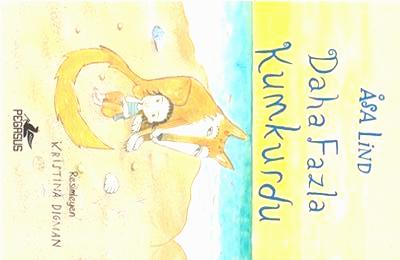 ÅSA LIND
Daha Fazla
Kumkurdu
Resimleyen
KRISTINA DIGMAN
PEGASUS